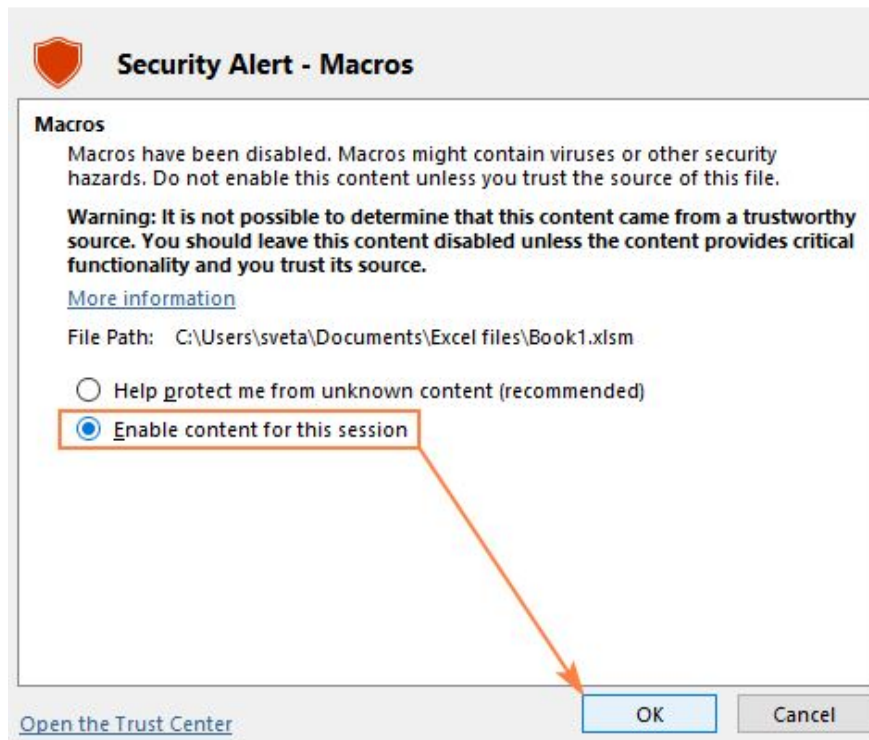 Security Alert - Macros
Macros
Macros have been disabled. Macros might contain viruses or other security
hazards. Do not enable this content unless you trust the source of this file.
Warning: It is not possible to determine that this content came from a trustworthy
source. You should leave this content disabled unless the content provides critical
functionality and you trust its source.
More information
File Path: C:\Users\sveta\Documents\Excel files\Book1.xlsm
Help protect me from unknown content (recommended)
Enable content for this session
Open the Trust Center
OK
Cancel